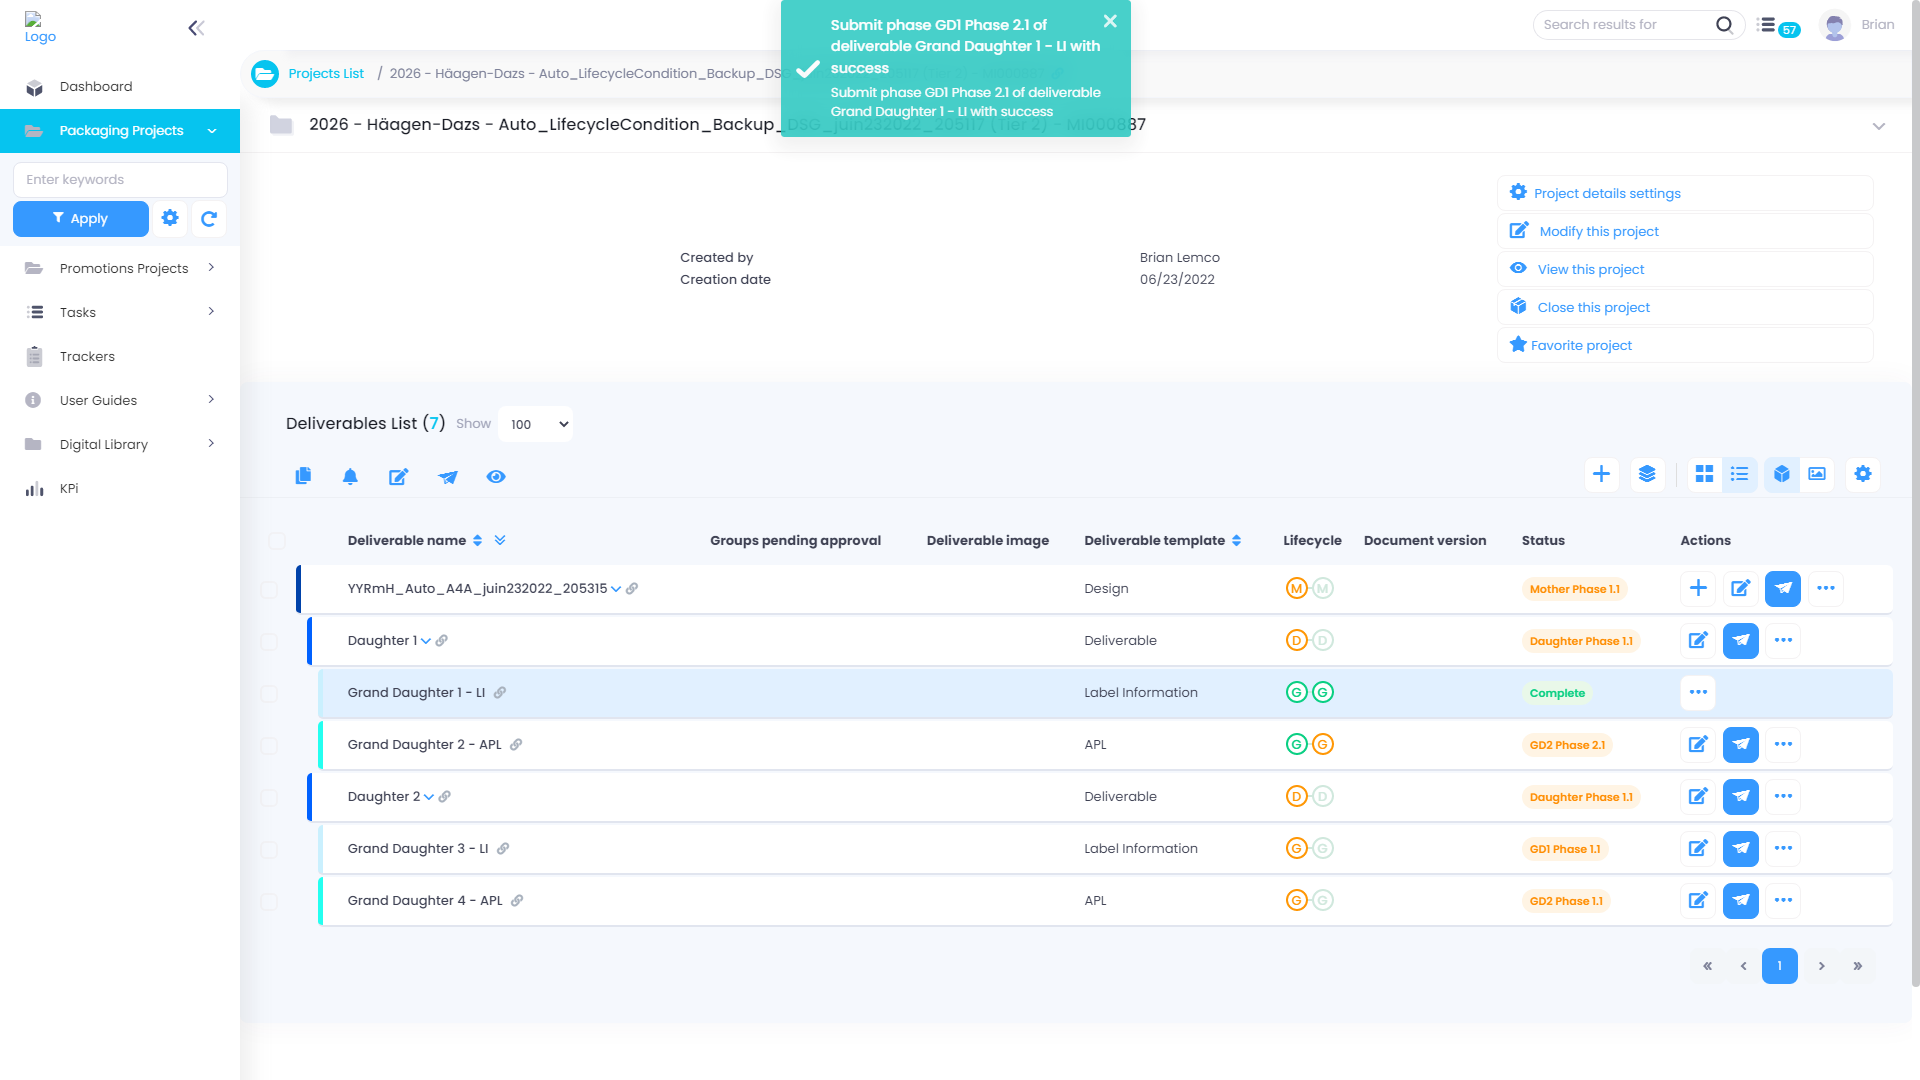 Logo
Dashboard
Packaging Projects
Enter keywords
Apply
Promotions Projects
Tasks
Trackers
User Guides
Digital Library
KPi
Submit phase GD1 Phase 2.1 of
deliverable Grand Daughter 1 - LI with
success
Submit phase GD1 Phase 2.1 of deliverable
Grand Daughter 1 - LI with success
Search results for
57
Brian
Projects List / 2026 - Häagen-Dazs - Auto_LifecycleCondition_Backup_DSG
2026 - Häagen-Dazs - Auto_LifecycleCondition_Backup_DSG_juin232022_205117 (Tier 2) - MI000887
Project details settings
Modify this project
View this project
Close this project
Favorite project
Created by Brian Lemco
Creation date 06/23/2022
Deliverables List (7) Show 100
Deliverable name Groups pending approval Deliverable image Deliverable template Lifecycle Document version Status Actions
YYRmH_Auto_A4A_juin232022_205315 Design M M Mother Phase 1.1
Daughter 1 Deliverable D D Daughter Phase 1.1
Grand Daughter 1 - LI Label Information G G Complete
Grand Daughter 2 - APL APL G G GD2 Phase 2.1
Daughter 2 Deliverable D D Daughter Phase 1.1
Grand Daughter 3 - LI Label Information G G GD1 Phase 1.1
Grand Daughter 4 - APL APL G G GD2 Phase 1.1
« ‹ 1 › »